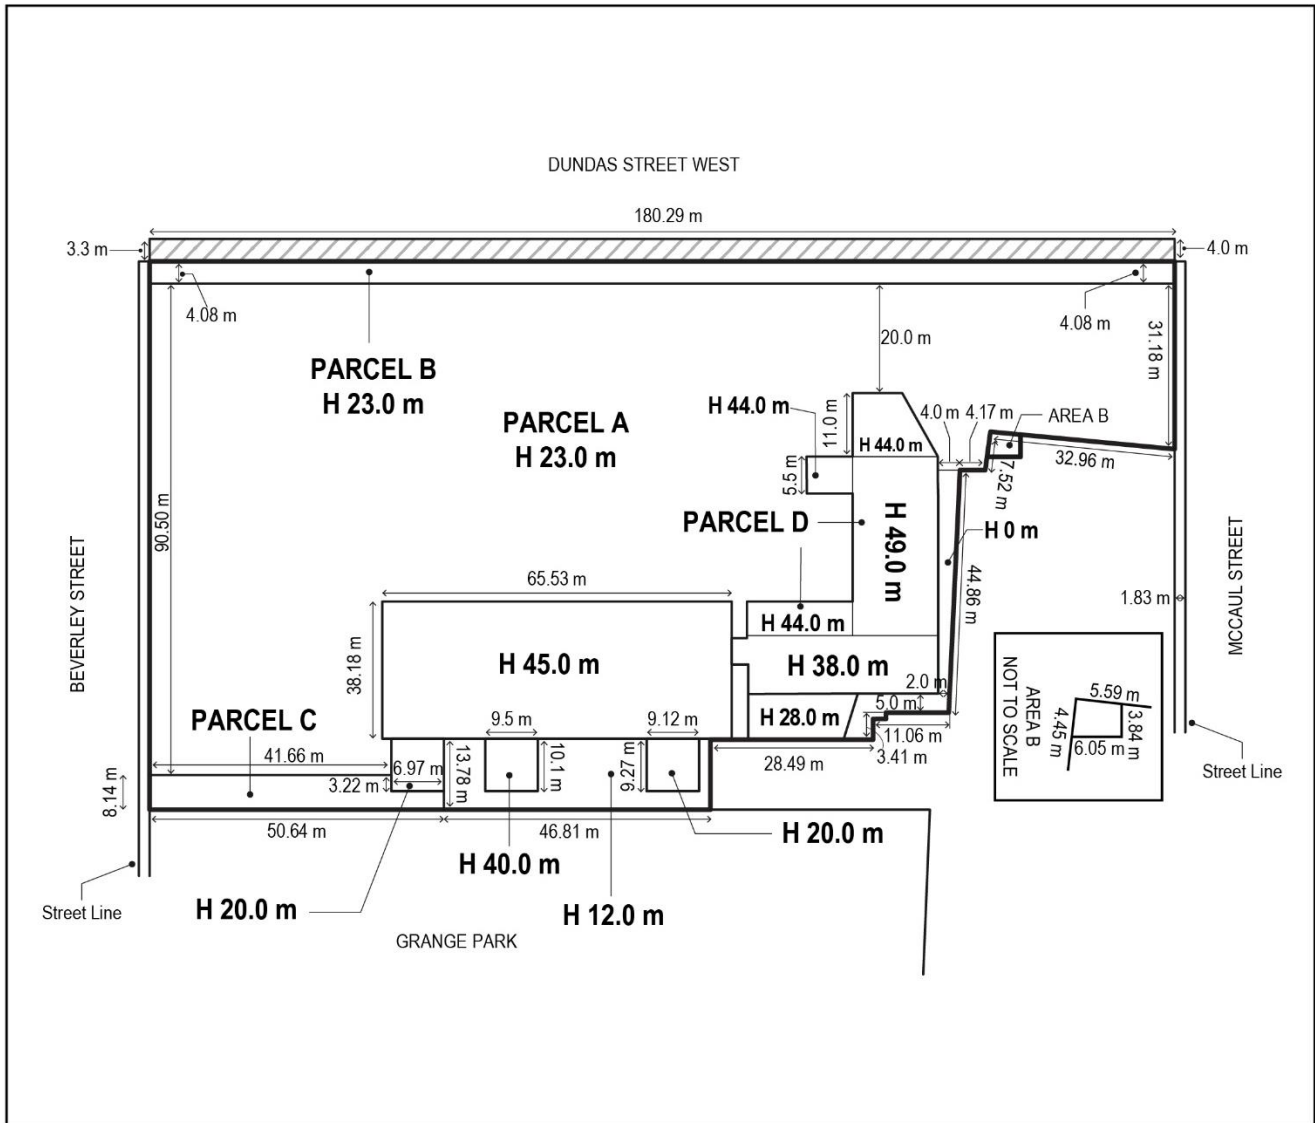 DUNDAS STREET WEST
180.29 m
3.3 m
4.0 m
4.08 m
4.08 m
31.18 m
20.0 m
PARCEL B
H 23.0 m
PARCEL A
H 23.0 m
H 44.0 m
11.0 m
4.0 m
4.17 m
AREA B
H 44.0 m
32.96 m
7.52 m
5.5 m
90.50 m
PARCEL D
H 49.0 m
H 0 m
BEVERLEY STREET
MCCAUL STREET
65.53 m
44.86 m
1.83 m
H 44.0 m
38.18 m
H 45.0 m
H 38.0 m
2.0 m
5.0 m
PARCEL C
H 28.0 m
9.5 m
9.12 m
11.06 m
3.41 m
28.49 m
41.66 m
6.97 m
13.78 m
10.1 m
9.27 m
3.22 m
8.14 m
50.64 m
46.81 m
H 20.0 m
H 40.0 m
H 20.0 m
H 12.0 m
Street Line
Street Line
GRANGE PARK
AREA B
NOT TO SCALE
5.59 m
4.45 m
3.84 m
6.05 m